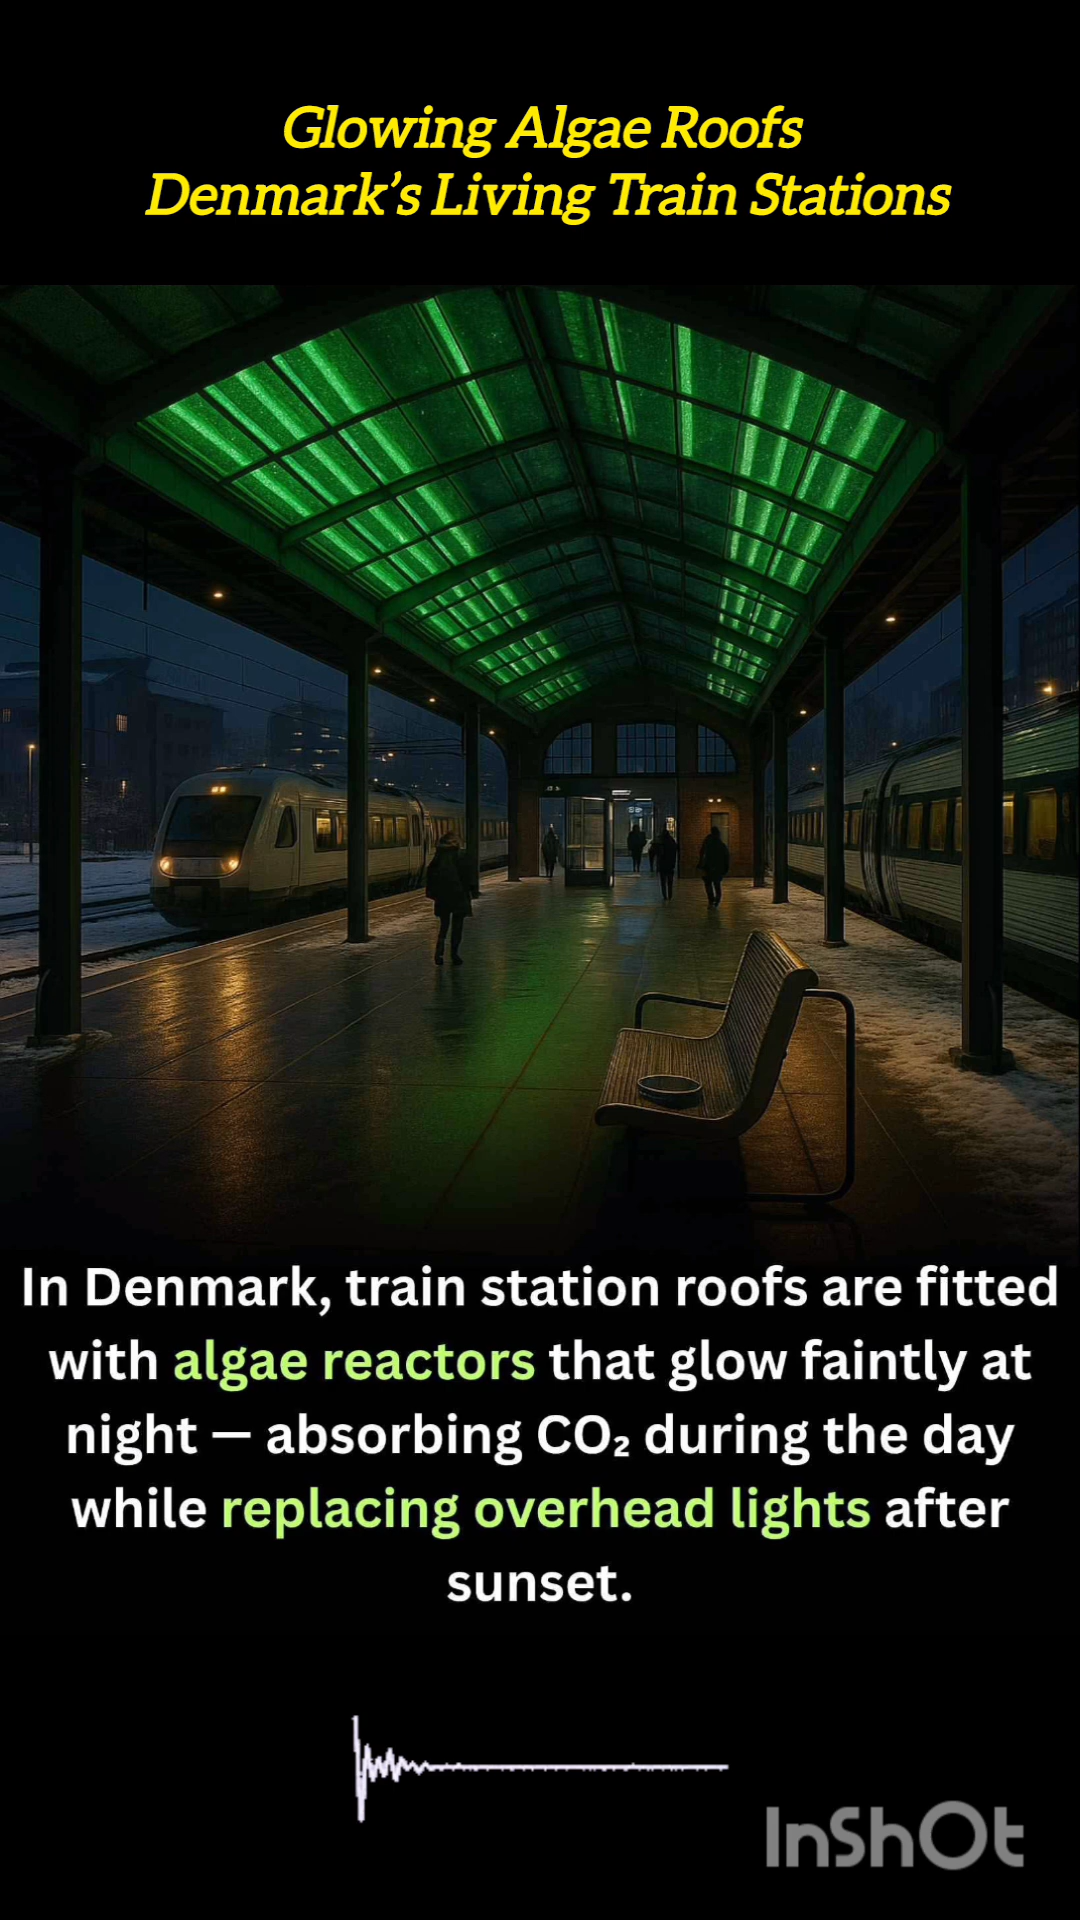 Glowing Algae Roofs
Denmark’s Living Train Stations
In Denmark, train station roofs are fitted
with algae reactors that glow faintly at
night — absorbing CO₂ during the day
while replacing overhead lights after
sunset.
InShOt